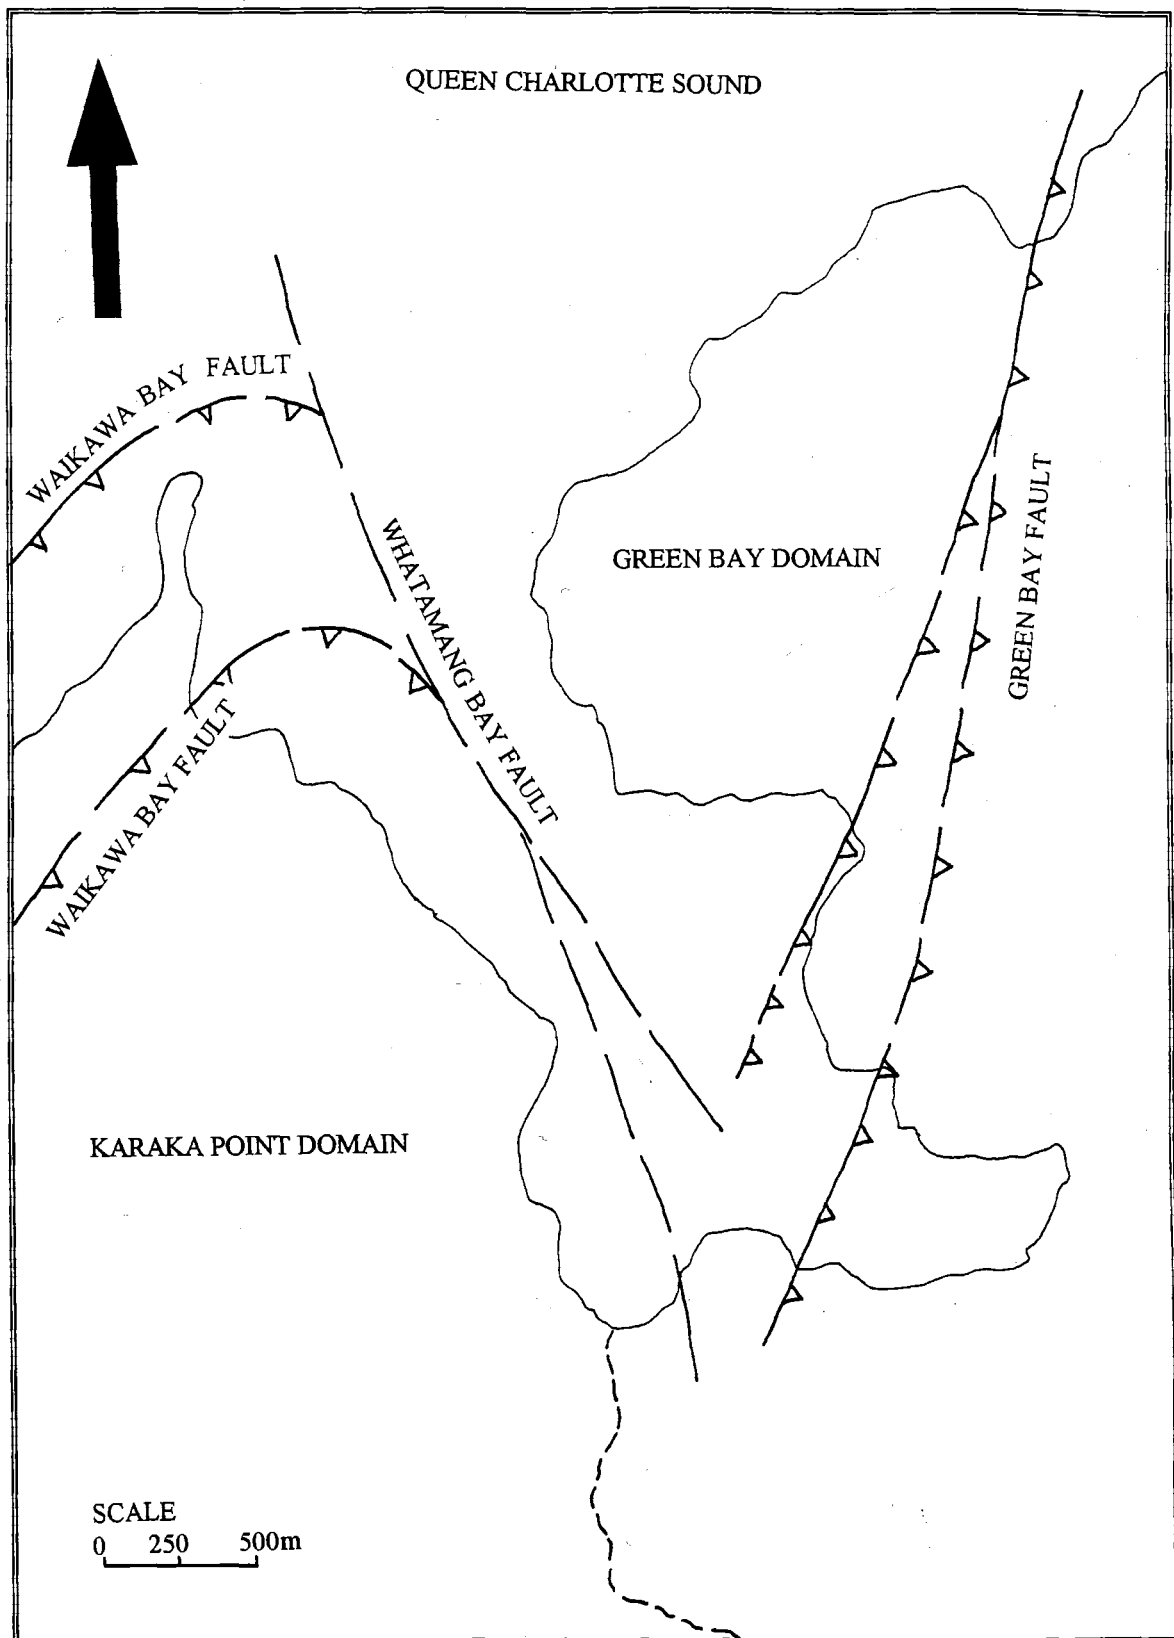 QUEEN CHARLOTTE SOUND
WAIKAWA BAY FAULT
WHATAMANG BAY FAULT
GREEN BAY DOMAIN
GREEN BAY FAULT
WAIKAWA BAY FAULT
KARAKA POINT DOMAIN
SCALE
0 250 500m